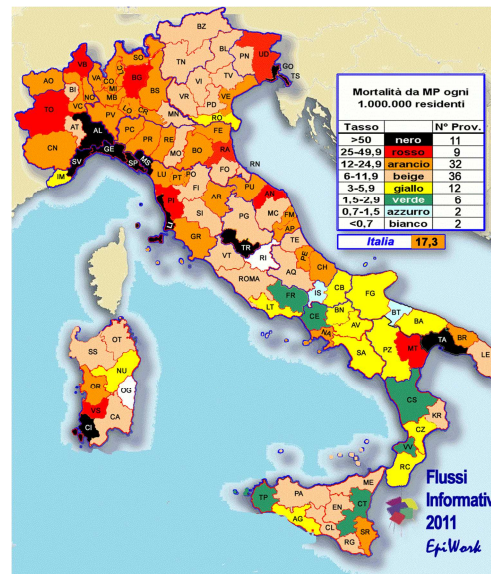 BZ
SO
TN
BL
UD
VB
PN
AO
VA
CO
BG
TV
GO
TS
BI
NO
MI
MB
BS
VI
VR
VE
PD
TO
VC
PV
CR
MN
RO
AT
AL
PC
PR
RE
FE
CN
GE
MO
BO
RA
SV
SP
MS
IM
LU
PT
PO
FI
RN
PI
AR
PU
AN
LI
SI
PG
MC
FM
AP
GR
TR
TE
VT
RI
PE
AQ
CH
ROMA
FR
IS
CB
FG
LT
CE
BN
BT
BA
NA
AV
SA
PZ
MT
TA
BR
LE
CS
KR
CZ
VV
RC
OT
SS
NU
OR
OG
VS
CA
CI
TP
PA
ME
AG
EN
CT
CL
RG
SR
Mortalità da MP ogni
1.000.000 residenti
Tasso N° Prov.
>50 nero 11
25-49,9 rosso 9
12-24,9 arancio 32
6-11,9 beige 36
3-5,9 giallo 12
1,5-2,9 verde 6
0,7-1,5 azzurro 2
<0,7 bianco 2
Italia 17,3
Flussi
Informativ
2011
EpiWork